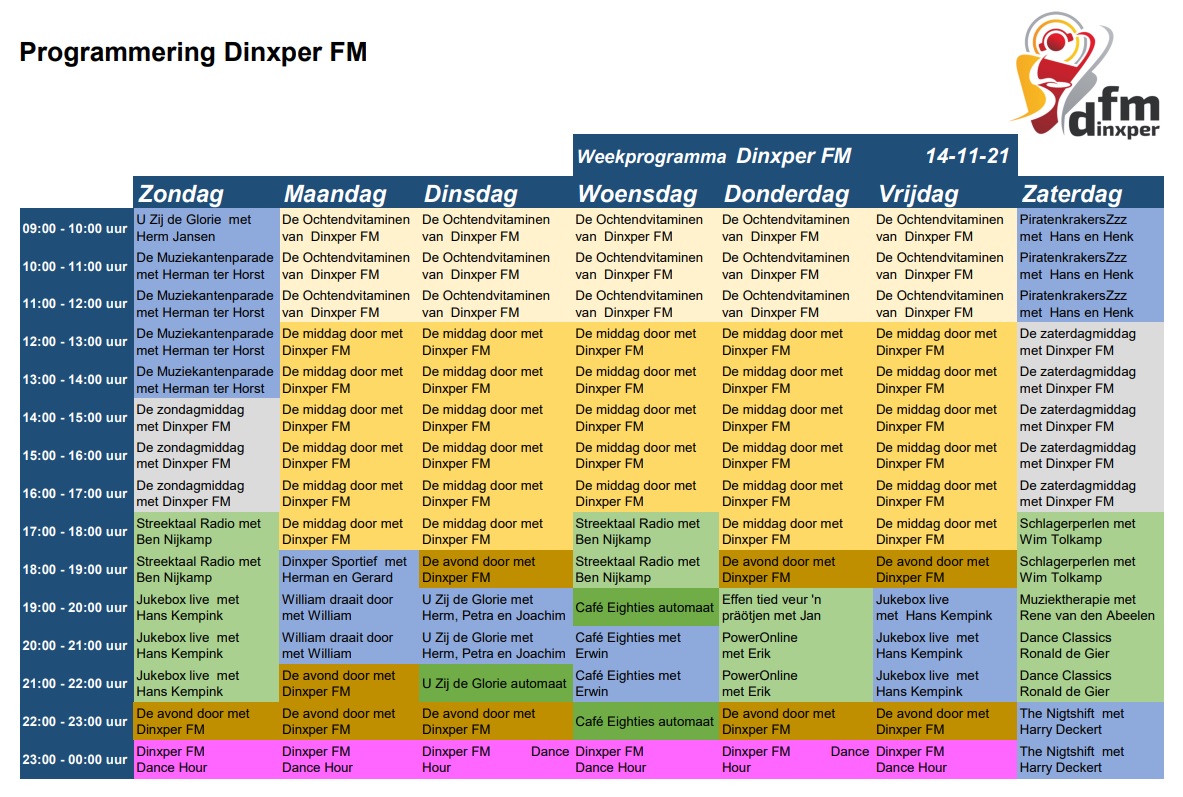 Programmering Dinxper FM
dfm
dinxper
Weekprogramma Dinxper FM 14-11-21
Zondag Maandag Dinsdag Woensdag Donderdag Vrijdag Zaterdag
09:00 - 10:00 uur
U Zij de Glorie met
Herm Jansen
De Ochtendvitaminen
van Dinxper FM
De Ochtendvitaminen
van Dinxper FM
De Ochtendvitaminen
van Dinxper FM
De Ochtendvitaminen
van Dinxper FM
De Ochtendvitaminen
van Dinxper FM
PiratenkrakersZzz
met Hans en Henk
10:00 - 11:00 uur
De Muziekantenparade
met Herman ter Horst
De Ochtendvitaminen
van Dinxper FM
De Ochtendvitaminen
van Dinxper FM
De Ochtendvitaminen
van Dinxper FM
De Ochtendvitaminen
van Dinxper FM
De Ochtendvitaminen
van Dinxper FM
PiratenkrakersZzz
met Hans en Henk
11:00 - 12:00 uur
De Muziekantenparade
met Herman ter Horst
De Ochtendvitaminen
van Dinxper FM
De Ochtendvitaminen
van Dinxper FM
De Ochtendvitaminen
van Dinxper FM
De Ochtendvitaminen
van Dinxper FM
De Ochtendvitaminen
van Dinxper FM
PiratenkrakersZzz
met Hans en Henk
12:00 - 13:00 uur
De Muziekantenparade
met Herman ter Horst
De middag door met
Dinxper FM
De middag door met
Dinxper FM
De middag door met
Dinxper FM
De middag door met
Dinxper FM
De middag door met
Dinxper FM
De zaterdagmiddag
met Dinxper FM
13:00 - 14:00 uur
De Muziekantenparade
met Herman ter Horst
De middag door met
Dinxper FM
De middag door met
Dinxper FM
De middag door met
Dinxper FM
De middag door met
Dinxper FM
De middag door met
Dinxper FM
De zaterdagmiddag
met Dinxper FM
14:00 - 15:00 uur
De zondagmiddag
met Dinxper FM
De middag door met
Dinxper FM
De middag door met
Dinxper FM
De middag door met
Dinxper FM
De middag door met
Dinxper FM
De middag door met
Dinxper FM
De zaterdagmiddag
met Dinxper FM
15:00 - 16:00 uur
De zondagmiddag
met Dinxper FM
De middag door met
Dinxper FM
De middag door met
Dinxper FM
De middag door met
Dinxper FM
De middag door met
Dinxper FM
De middag door met
Dinxper FM
De zaterdagmiddag
met Dinxper FM
16:00 - 17:00 uur
De zondagmiddag
met Dinxper FM
De middag door met
Dinxper FM
De middag door met
Dinxper FM
De middag door met
Dinxper FM
De middag door met
Dinxper FM
De middag door met
Dinxper FM
De zaterdagmiddag
met Dinxper FM
17:00 - 18:00 uur
Streektaal Radio met
Ben Nijkamp
De middag door met
Dinxper FM
De middag door met
Dinxper FM
Streektaal Radio met
Ben Nijkamp
De middag door met
Dinxper FM
De middag door met
Dinxper FM
Schlagerperlen met
Wim Tolkamp
18:00 - 19:00 uur
Streektaal Radio met
Ben Nijkamp
Dinxper Sportief met
Herman en Gerard
De avond door met
Dinxper FM
Streektaal Radio met
Ben Nijkamp
De avond door met
Dinxper FM
De avond door met
Dinxper FM
Schlagerperlen met
Wim Tolkamp
19:00 - 20:00 uur
Jukebox live met
Hans Kempink
William draait door
met William
U Zij de Glorie met
Herm, Petra en Joachim
Café Eighties automaat
Effen tied veur 'n
präötjen met Jan
Jukebox live
met Hans Kempink
Muziektherapie met
Rene van den Abeelen
20:00 - 21:00 uur
Jukebox live met
Hans Kempink
William draait door
met William
U Zij de Glorie met
Herm, Petra en Joachim
Café Eighties met
Erwin
PowerOnline
met Erik
Jukebox live met
Hans Kempink
Dance Classics
Ronald de Gier
21:00 - 22:00 uur
Jukebox live met
Hans Kempink
De avond door met
Dinxper FM
U Zij de Glorie automaat
Café Eighties met
Erwin
PowerOnline
met Erik
Jukebox live met
Hans Kempink
Dance Classics
Ronald de Gier
22:00 - 23:00 uur
De avond door met
Dinxper FM
De avond door met
Dinxper FM
De avond door met
Dinxper FM
Café Eighties automaat
De avond door met
Dinxper FM
De avond door met
Dinxper FM
The Nigtshift met
Harry Deckert
23:00 - 00:00 uur
Dinxper FM
Dance Hour
Dinxper FM
Dance Hour
Dinxper FM Dance
Hour
Dinxper FM
Dance Hour
Dinxper FM Dance
Hour
Dinxper FM
Dance Hour
The Nigtshift met
Harry Deckert